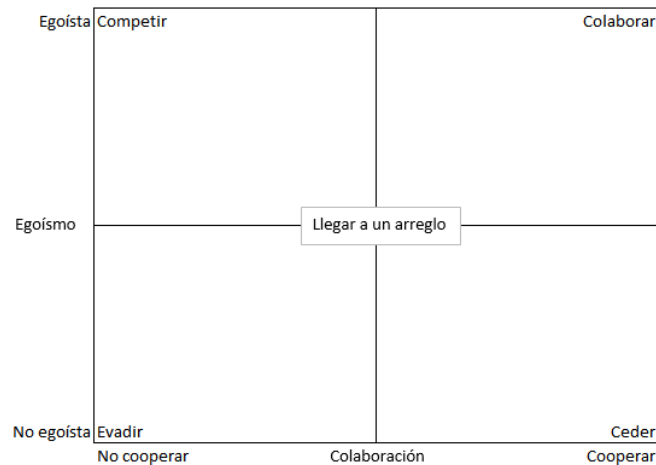 Egoísta Competir Colaborar
Egoísmo Llegar a un arreglo
No egoísta Evadir Ceder
No cooperar Colaboración Cooperar